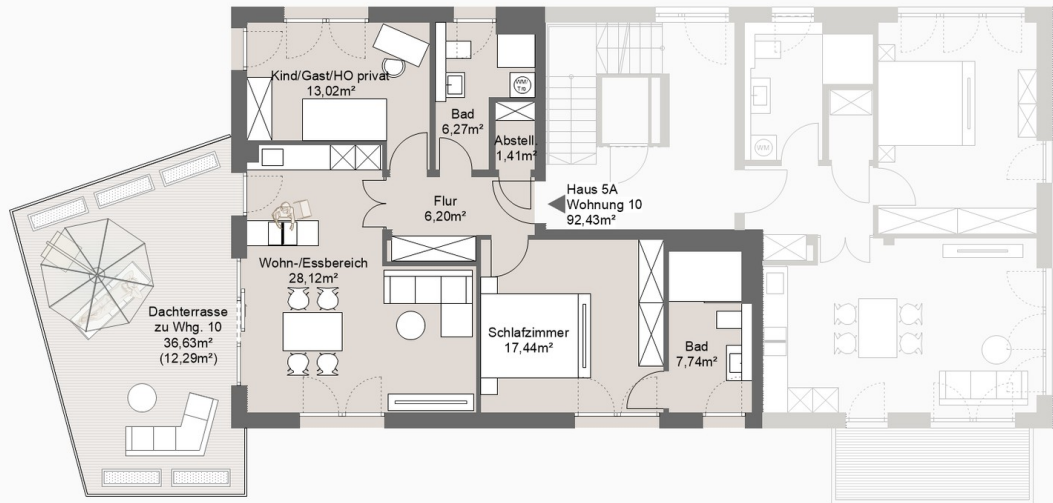 Kind/Gast/HO privat
13,02m²
Bad
6,27m²
WM/
Tro
Abstell.
1,41m²
Flur
6,20m²
Haus 5A
Wohnung 10
92,43m²
WM
Wohn-/Essbereich
28,12m²
Dachterrasse
zu Whg. 10
36,63m²
(12,29m²)
Schlafzimmer
17,44m²
Bad
7,74m²